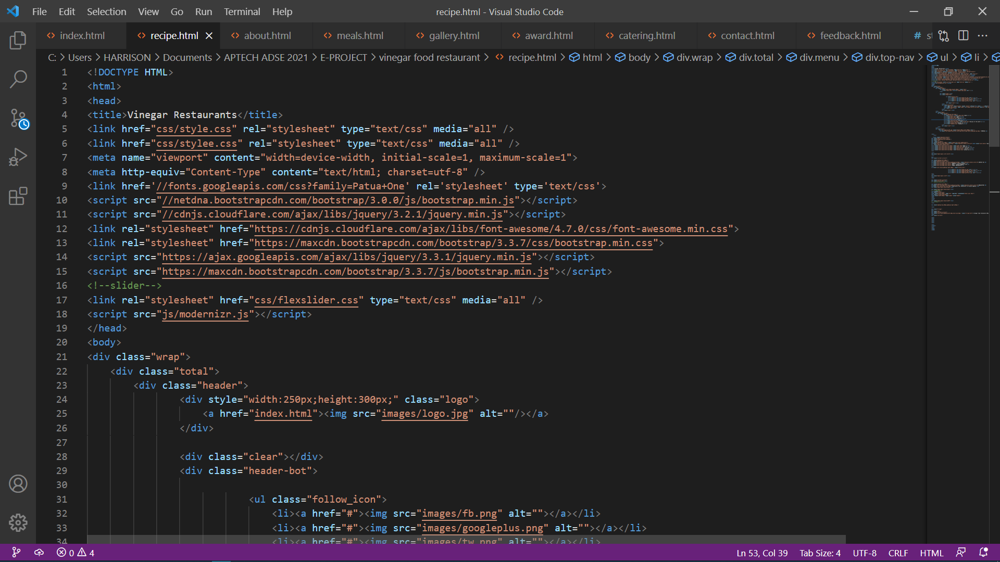 File Edit Selection View Go Run Terminal Help recipe.html - Visual Studio Code
index.html recipe.html about.html meals.html gallery.html award.html catering.html contact.html feedback.html # st
C: > Users > HARRISON > Documents > APTECH ADSE 2021 > E-PROJECT > vinegar food restaurant > recipe.html > html > body > div.wrap > div.total > div.menu > div.top-nav > ul > li >
1 <!DOCTYPE HTML>
2 <html>
3 <head>
4 <title>Vinegar Restaurants</title>
5 <link href="css/style.css" rel="stylesheet" type="text/css" media="all" />
6 <link href="css/stylee.css" rel="stylesheet" type="text/css" media="all" />
7 <meta name="viewport" content="width=device-width, initial-scale=1, maximum-scale=1">
8 <meta http-equiv="Content-Type" content="text/html; charset=utf-8" />
9 <link href='//fonts.googleapis.com/css?family=Patua+One' rel='stylesheet' type='text/css'>
10 <script src="//netdna.bootstrapcdn.com/bootstrap/3.0.0/js/bootstrap.min.js"></script>
11 <script src="//cdnjs.cloudflare.com/ajax/libs/jquery/3.2.1/jquery.min.js"></script>
12 <link rel="stylesheet" href="https://cdnjs.cloudflare.com/ajax/libs/font-awesome/4.7.0/css/font-awesome.min.css">
13 <link rel="stylesheet" href="https://maxcdn.bootstrapcdn.com/bootstrap/3.3.7/css/bootstrap.min.css">
14 <script src="https://ajax.googleapis.com/ajax/libs/jquery/3.3.1/jquery.min.js"></script>
15 <script src="https://maxcdn.bootstrapcdn.com/bootstrap/3.3.7/js/bootstrap.min.js"></script>
16 <!--slider-->
17 <link rel="stylesheet" href="css/flexslider.css" type="text/css" media="all" />
18 <script src="js/modernizr.js"></script>
19 </head>
20 <body>
21 <div class="wrap">
22 <div class="total">
23 <div class="header">
24 <div style="width:250px;height:300px;" class="logo">
25 <a href="index.html"><img src="images/logo.jpg" alt=""/></a>
26 </div>
27
28 <div class="clear"></div>
29 <div class="header-bot">
30
31 <ul class="follow_icon">
32 <li><a href="#"><img src="images/fb.png" alt=""></a></li>
33 <li><a href="#"><img src="images/googleplus.png" alt=""></a></li>
34 <li><a href="#"><img src="images/tw.png" alt=""></a></li>
0 4 Ln 53, Col 39 Tab Size: 4 UTF-8 CRLF HTML